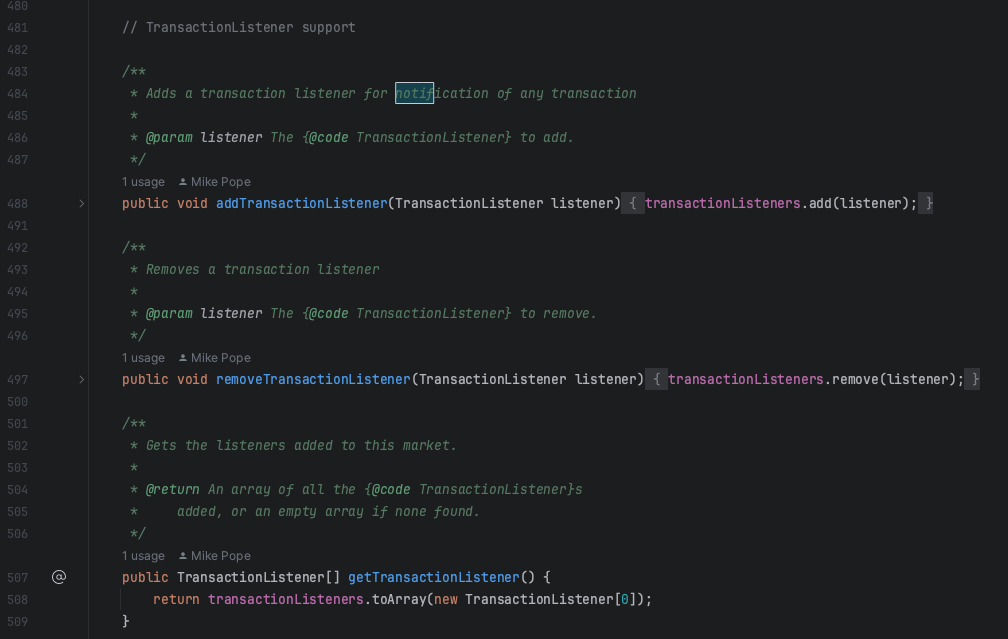 480
481 // TransactionListener support
482
483 /**
484 * Adds a transaction listener for notification of any transaction
485 *
486 * @param listener The {@code TransactionListener} to add.
487 */
1 usage Mike Pope
488 public void addTransactionListener(TransactionListener listener) { transactionListeners.add(listener); }
491
492 /**
493 * Removes a transaction listener
494 *
495 * @param listener The {@code TransactionListener} to remove.
496 */
1 usage Mike Pope
497 public void removeTransactionListener(TransactionListener listener) { transactionListeners.remove(listener); }
500
501 /**
502 * Gets the listeners added to this market.
503 *
504 * @return An array of all the {@code TransactionListener}s
505 * added, or an empty array if none found.
506 */
1 usage Mike Pope
507 @ public TransactionListener[] getTransactionListener() {
508 return transactionListeners.toArray(new TransactionListener[0]);
509 }